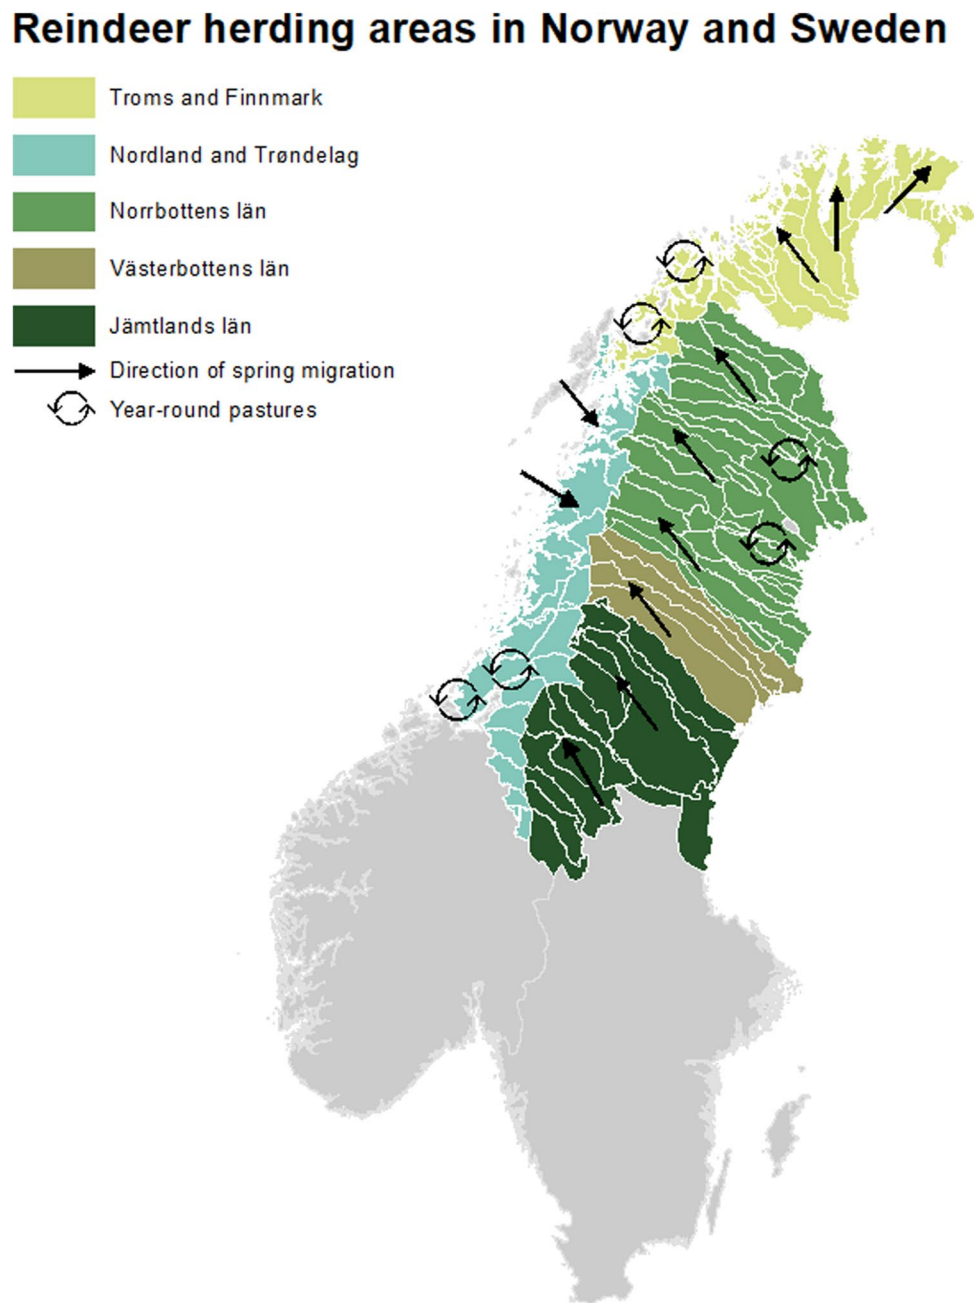 Reindeer herding areas in Norway and Sweden
Troms and Finnmark
Nordland and Trøndelag
Norrbottens län
Västerbottens län
Jämtlands län
Direction of spring migration
Year-round pastures